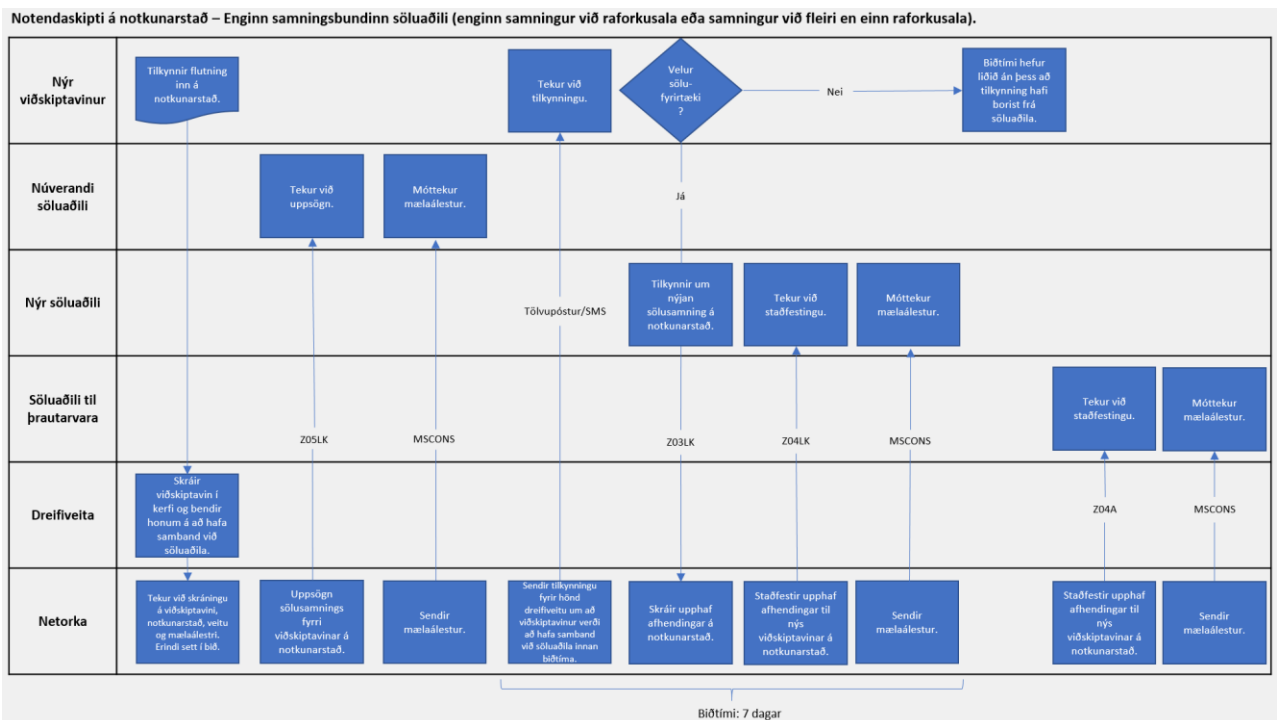 Notendaskipti á notkunarstað – Enginn samningsbundinn söluaðili (enginn samningur við raforkusala eða samningur við fleiri en einn raforkusala).
Nýr
viðskiptavinur
Tilkynnir flutning
inn á
notkunarstað.
Tekur við
tilkynningu.
Velur
sölu-
fyrirtæki
?
Nei
Biðtími hefur
liðið án þess að
tilkynning hafi
borist frá
söluaðila.
Núverandi
söluaðili
Tekur við
uppsögn.
Móttekur
mælaálestur.
Já
Nýr söluaðili
Tölvupóstur/SMS
Tilkynnir um
nýjan
sölusamning á
notkunarstað.
Tekur við
staðfestingu.
Móttekur
mælaálestur.
Söluaðili til
þrautarvara
Z05LK
MSCONS
Z03LK
Z04LK
MSCONS
Tekur við
staðfestingu.
Móttekur
mælaálestur.
Dreifiveita
Skráir
viðskiptavin í
kerfi og bendir
honum á að hafa
samband við
söluaðila.
Z04A
MSCONS
Netorka
Tekur við skráningu
á viðskiptavini,
notkunarstað, veitu
og mælaálestri.
Erindi sett í bið.
Uppsögn
sölusamnings
fyrri
viðskiptavinar á
notkunarstað.
Sendir
mælaálestur.
Sendir tilkynningu
fyrir hönd
dreifiveitu um að
viðskiptavinur verði
að hafa samband
við söluaðila innan
biðtíma.
Skráir upphaf
afhendingar á
notkunarstað.
Staðfestir upphaf
afhendingar til
nýs
viðskiptavinar á
notkunarstað.
Sendir
mælaálestur.
Staðfestir upphaf
afhendingar til
nýs
viðskiptavinar á
notkunarstað.
Sendir
mælaálestur.
Biðtími: 7 dagar